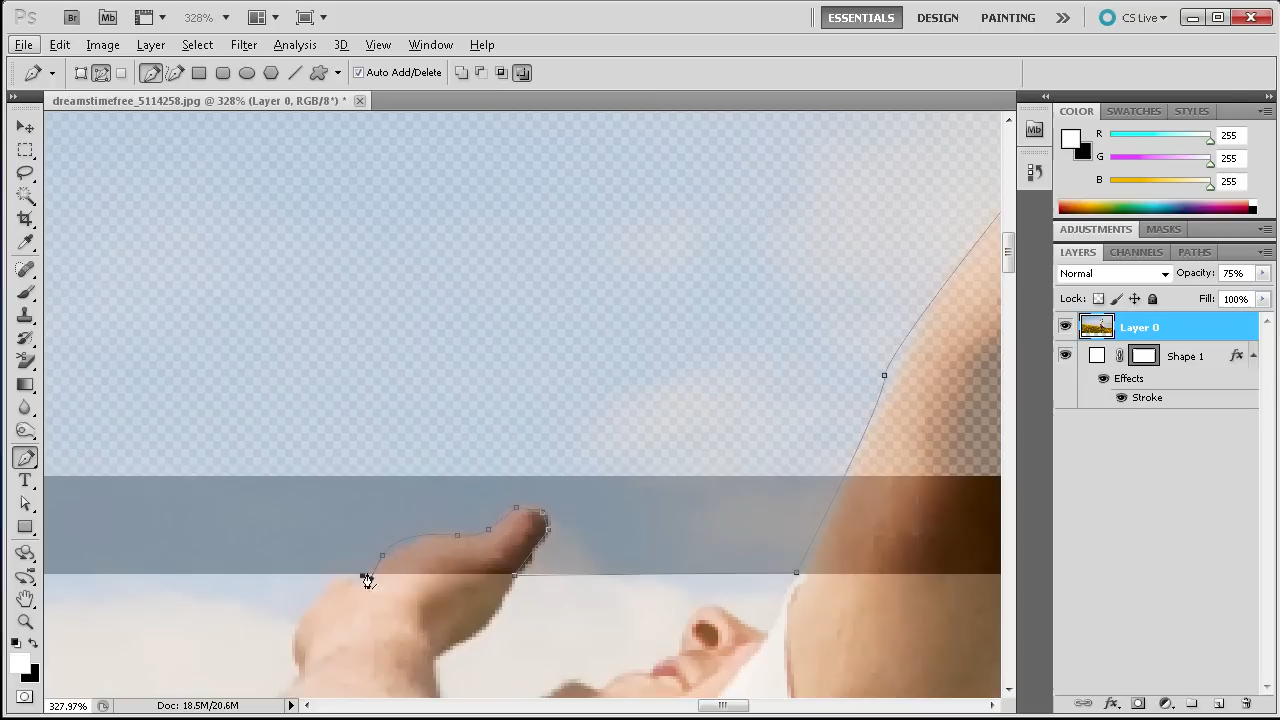 Ps Br Mb 328% ESSENTIALS DESIGN PAINTING CS Live
File Edit Image Layer Select Filter Analysis 3D View Window Help
Auto Add/Delete
dreamstimefree_5114258.jpg @ 328% (Layer 0, RGB/8*) *
COLOR SWATCHES STYLES
Mb
R 255
G 255
B 255
ADJUSTMENTS MASKS
LAYERS CHANNELS PATHS
Normal Opacity: 75%
Lock: Fill: 100%
Layer 0
Shape 1 fx
Effects
Stroke
T
327.97% Doc: 18.5M/20.6M
fx